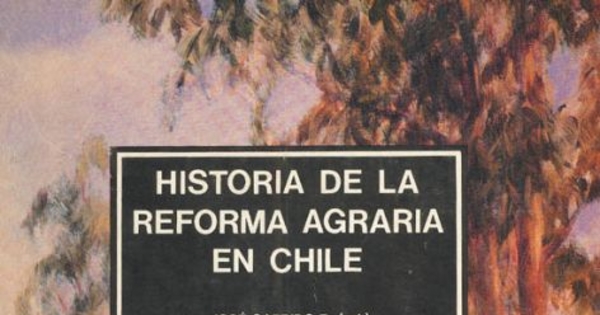 HISTORIA DE LA
REFORMA AGRARIA
EN CHILE